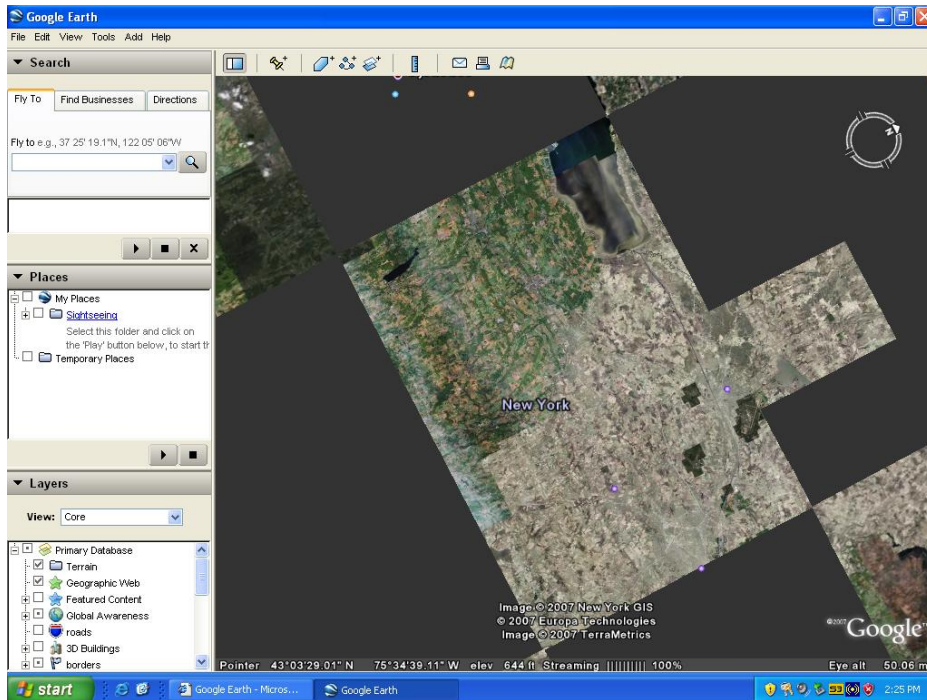 Google Earth
File Edit View Tools Add Help
Search
Fly To Find Businesses Directions
Fly to e.g., 37 25' 19.1"N, 122 05' 06"W
Places
My Places
Sightseeing
Select this folder and click on
the 'Play' button below, to start th
Temporary Places
Layers
View: Core
Primary Database
Terrain
Geographic Web
Featured Content
Global Awareness
roads
3D Buildings
borders
New York
Image © 2007 New York GIS
© 2007 Europa Technologies
Image © 2007 TerraMetrics
©2007 Google™
Pointer 43°03'29.01" N 75°34'39.11" W elev 644 ft Streaming |||||||||| 100% Eye alt 50.06 m
start Google Earth - Micros... Google Earth 2:25 PM